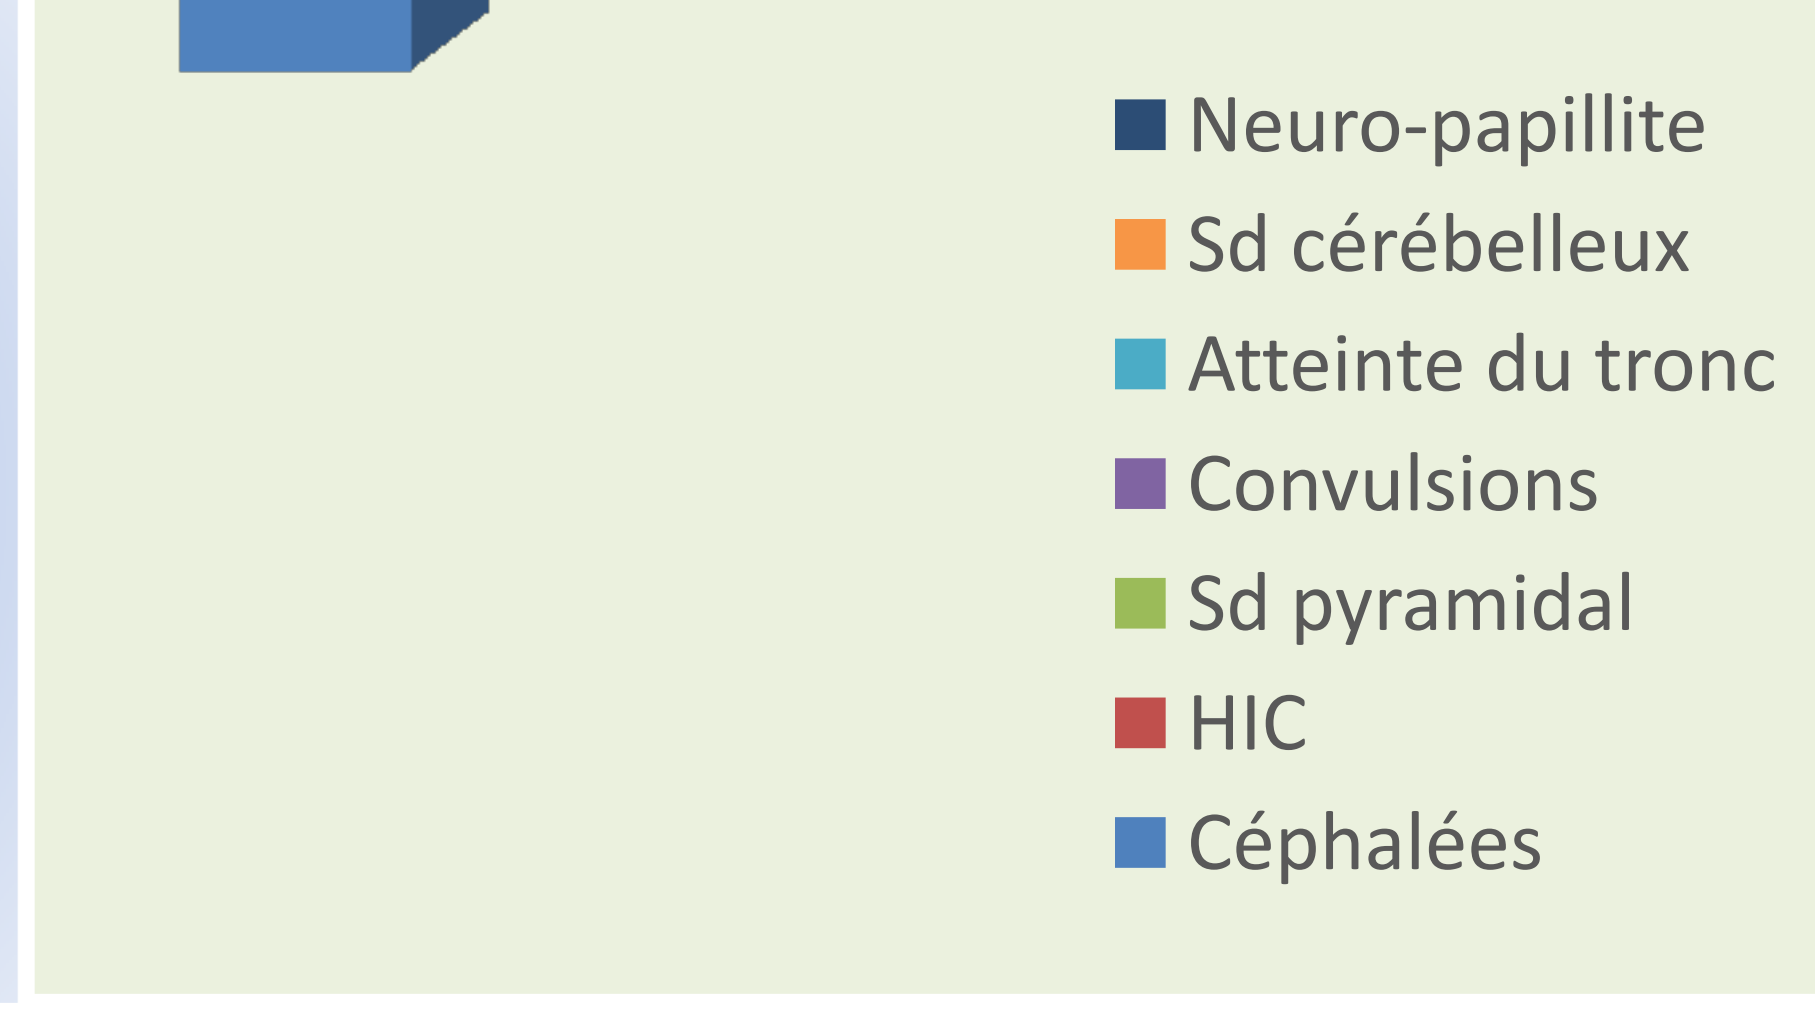 Neuro-papillite
Sd cérébelleux
Atteinte du tronc
Convulsions
Sd pyramidal
HIC
Céphalées